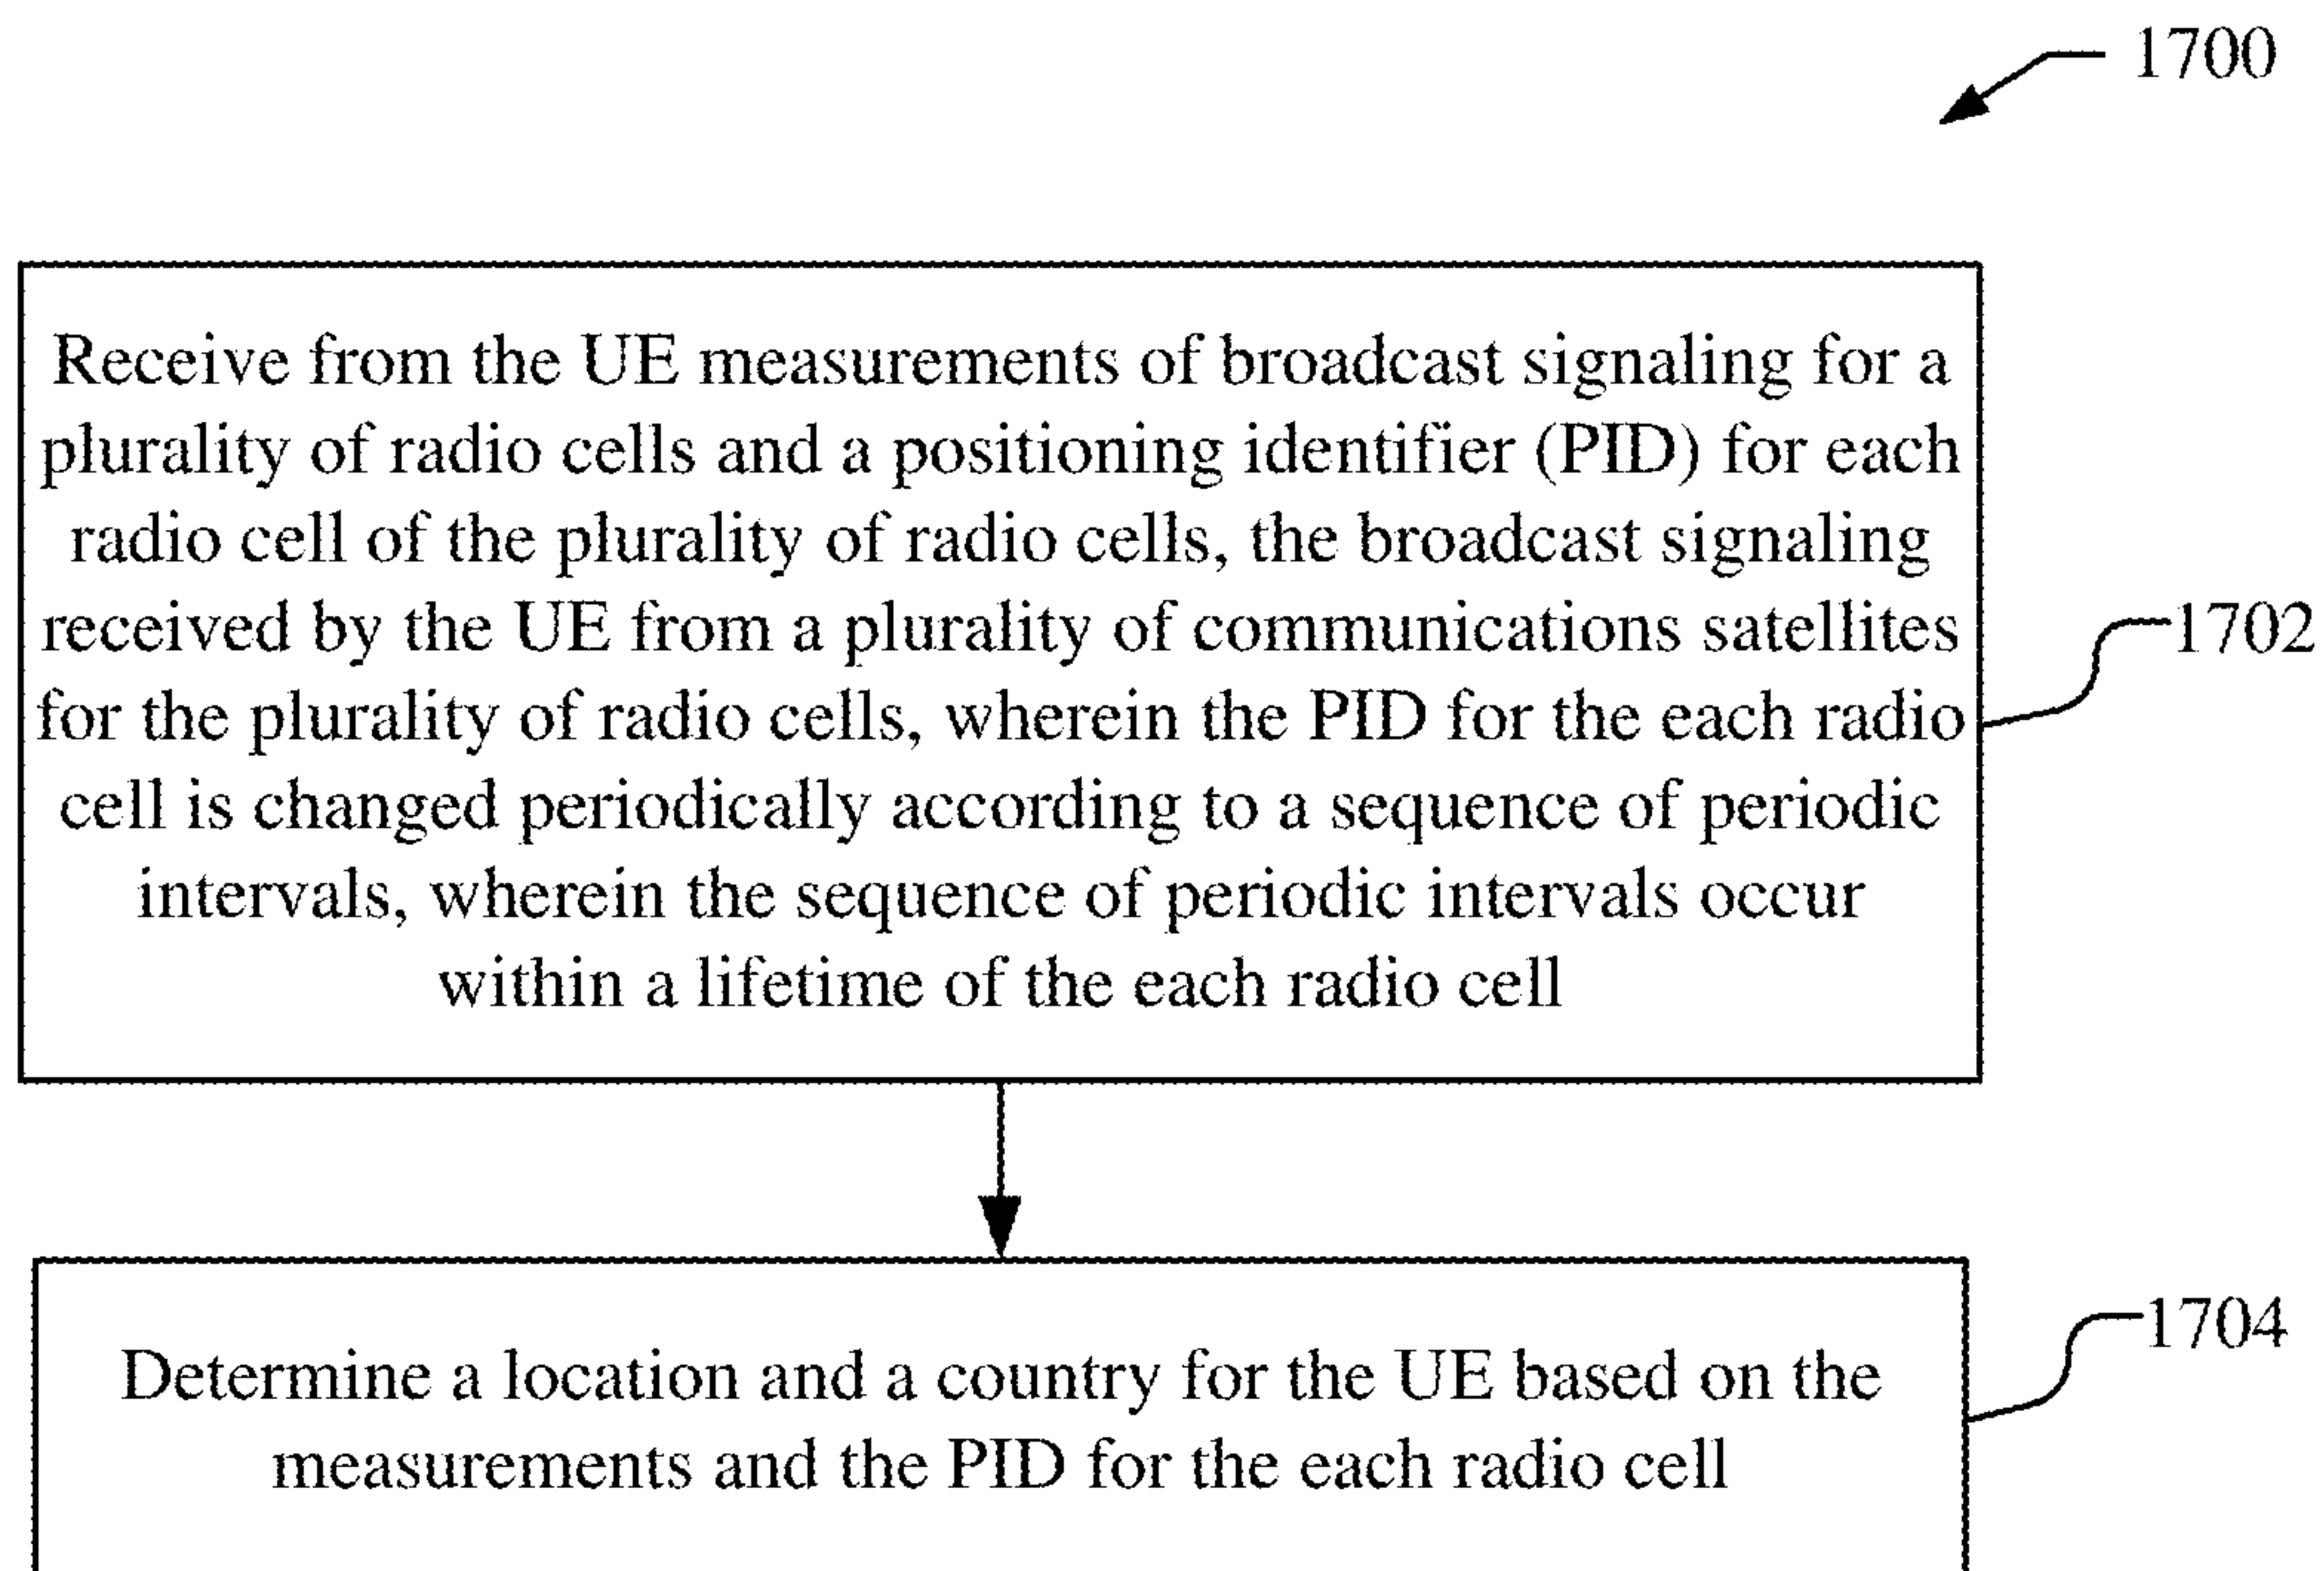 1700
Receive from the UE measurements of broadcast signaling for a
plurality of radio cells and a positioning identifier (PID) for each
radio cell of the plurality of radio cells, the broadcast signaling
received by the UE from a plurality of communications satellites
for the plurality of radio cells, wherein the PID for the each radio
cell is changed periodically according to a sequence of periodic
intervals, wherein the sequence of periodic intervals occur
within a lifetime of the each radio cell
1702
Determine a location and a country for the UE based on the
measurements and the PID for the each radio cell
1704